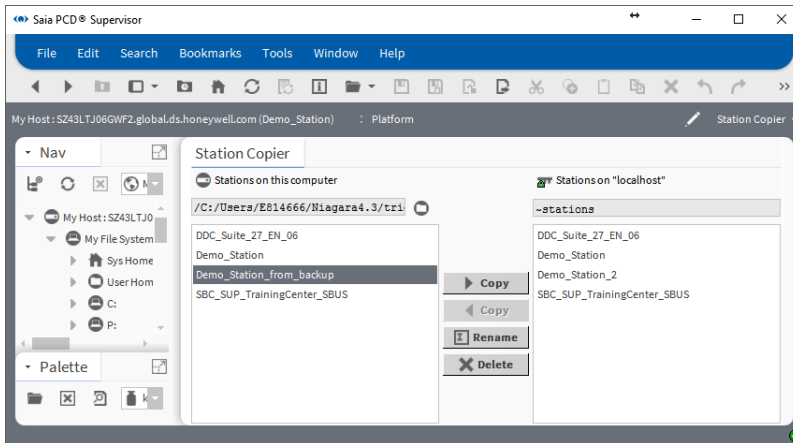 Saia PCD® Supervisor
File Edit Search Bookmarks Tools Window Help
My Host : SZ43LTJ06GWF2.global.ds.honeywell.com (Demo_Station) : Platform Station Copier
Nav
Station Copier
Stations on this computer
Stations on "localhost"
My Host : SZ43LTJ0
/C:/Users/E814666/Niagara4.3/tri
~stations
My File System
Sys Home
User Hom
C:
P:
DDC_Suite_27_EN_06
Demo_Station
Demo_Station_from_backup
SBC_SUP_TrainingCenter_SBUS
Copy
Copy
Rename
Delete
DDC_Suite_27_EN_06
Demo_Station
Demo_Station_2
SBC_SUP_TrainingCenter_SBUS
Palette